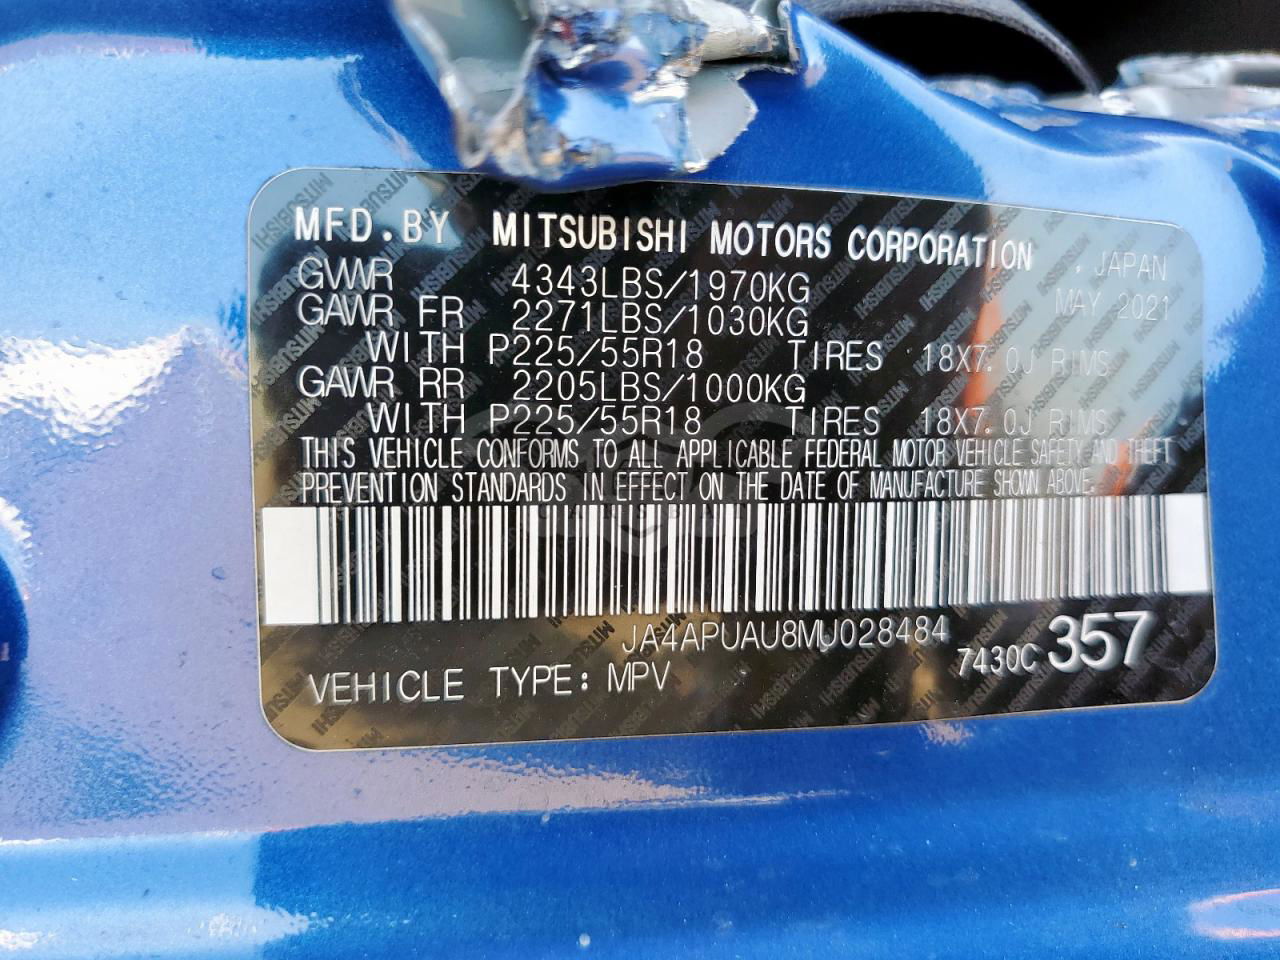 MFD.BY MITSUBISHI MOTORS CORPORATION , JAPAN
GVWR 4343LBS/1970KG MAY 2021
GAWR FR 2271LBS/1030KG
WITH P225/55R18 TIRES 18X7.0J RIMS
GAWR RR 2205LBS/1000KG
WITH P225/55R18 TIRES 18X7.0J RIMS
THIS VEHICLE CONFORMS TO ALL APPLICABLE FEDERAL MOTOR VEHICLE SAFETY AND THEFT
PREVENTION STANDARDS IN EFFECT ON THE DATE OF MANUFACTURE SHOWN ABOVE.
JA4APUAU8MU028484
VEHICLE TYPE: MPV 7430C 357